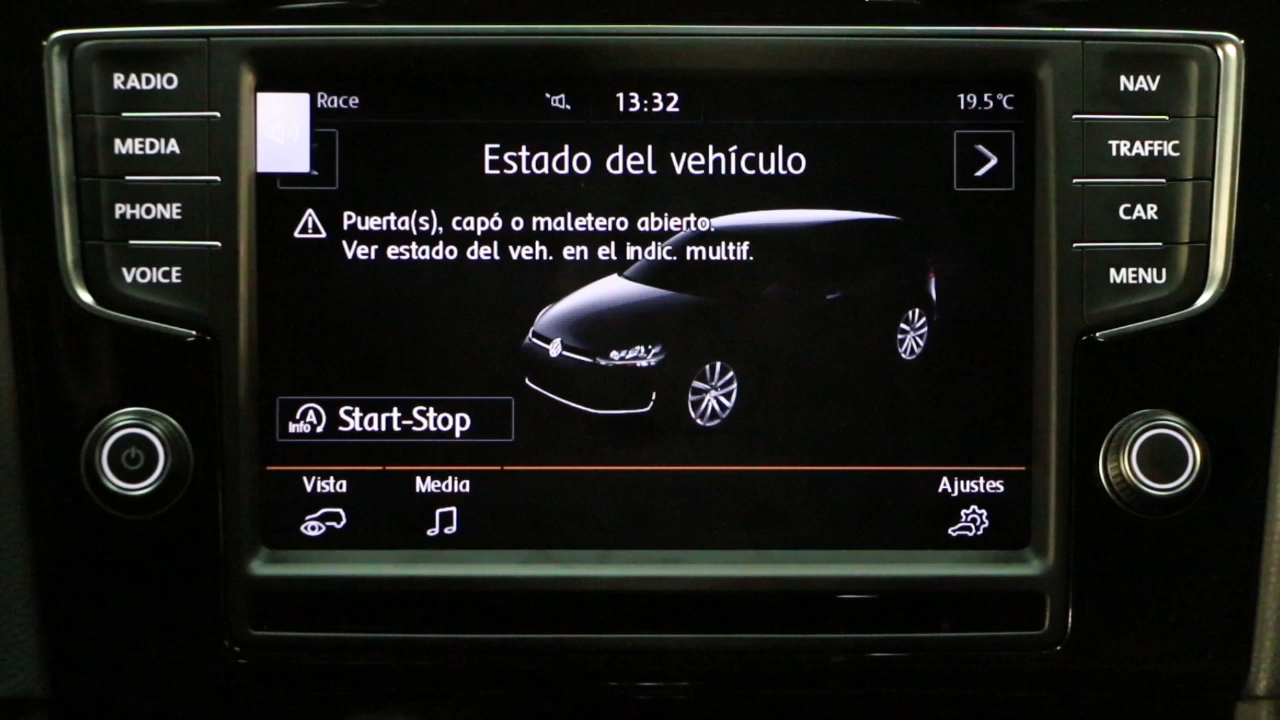 RADIO
MEDIA
PHONE
VOICE
Race
13:32
19.5°C
Estado del vehículo
Puerta(s), capó o maletero abierto.
Ver estado del veh. en el indic. multif.
A
Info
Start-Stop
Vista
Media
Ajustes
NAV
TRAFFIC
CAR
MENU